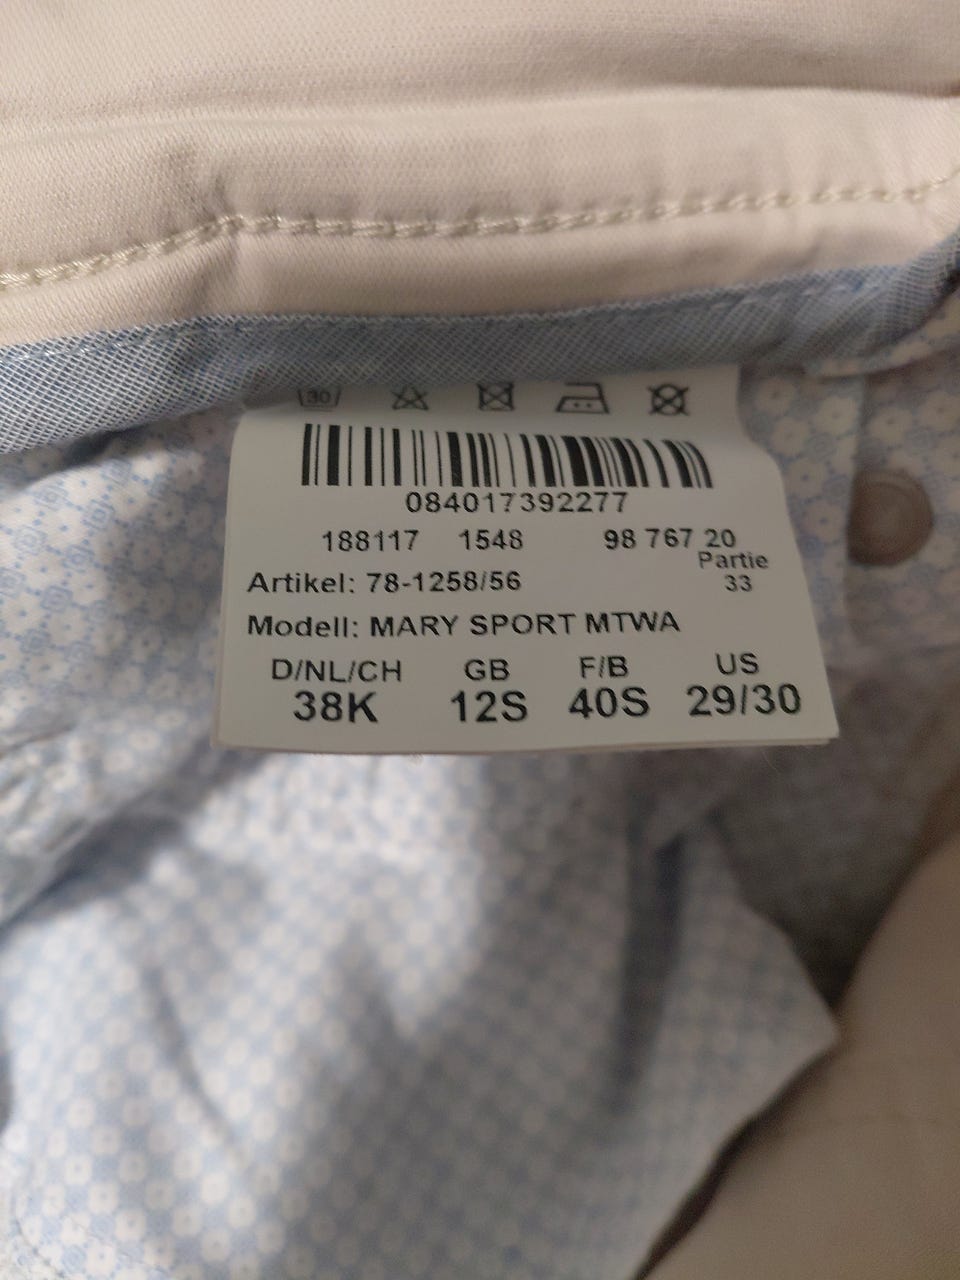 30
084017392277
188117 1548 98 767 20
Partie
Artikel: 78-1258/56 33
Modell: MARY SPORT MTWA
D/NL/CH GB F/B US
38K 12S 40S 29/30